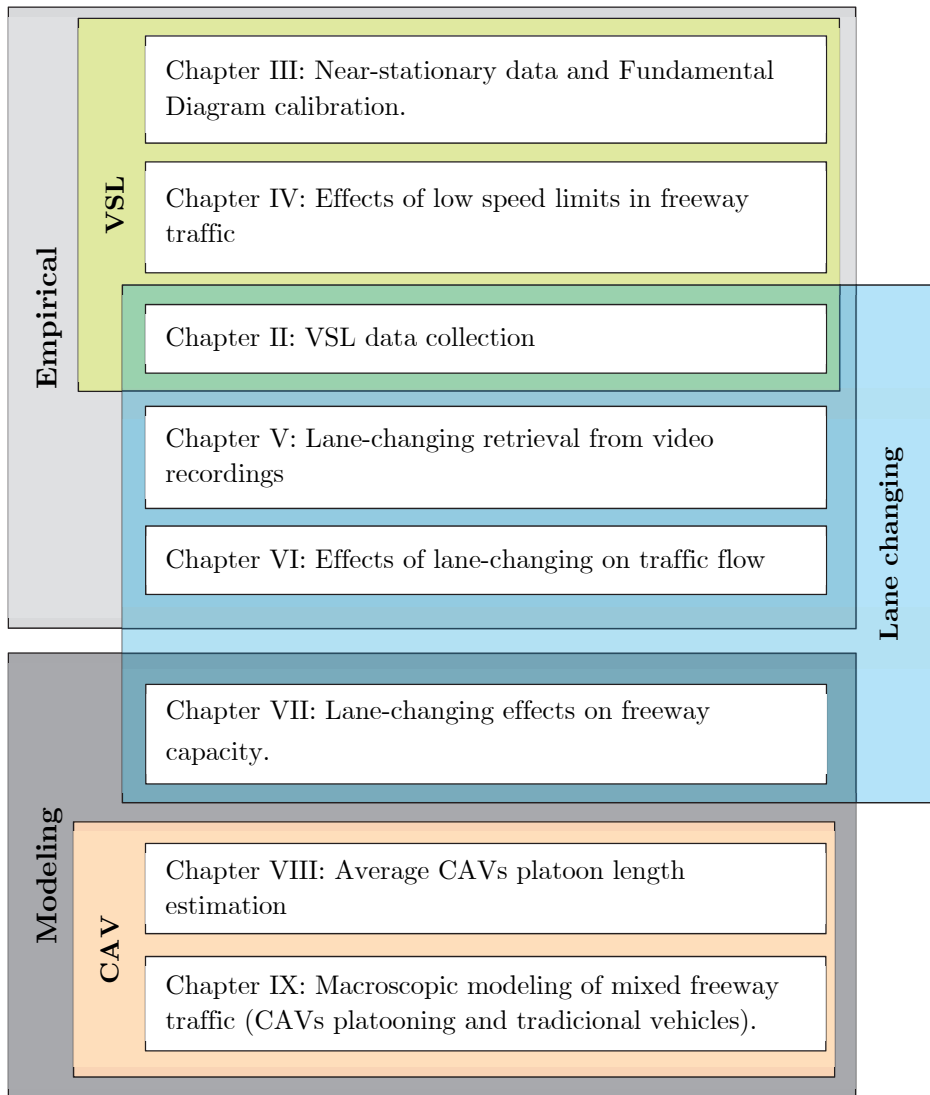 Empirical
VSL
Chapter III: Near-stationary data and Fundamental
Diagram calibration.
Chapter IV: Effects of low speed limits in freeway
traffic
Chapter II: VSL data collection
Lane changing
Chapter V: Lane-changing retrieval from video
recordings
Chapter VI: Effects of lane-changing on traffic flow
Modeling
Chapter VII: Lane-changing effects on freeway
capacity.
CAV
Chapter VIII: Average CAVs platoon length
estimation
Chapter IX: Macroscopic modeling of mixed freeway
traffic (CAVs platooning and tradicional vehicles).